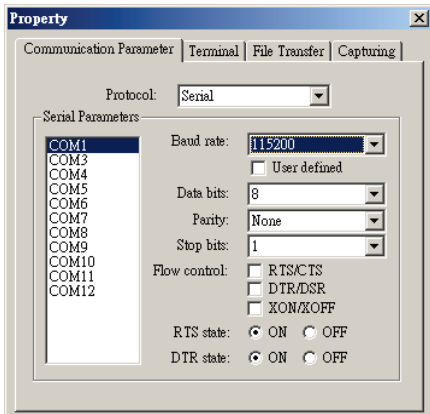 Property
Communication Parameter Terminal File Transfer Capturing
Protocol: Serial
Serial Parameters
COM1
COM3
COM4
COM5
COM6
COM7
COM8
COM9
COM10
COM11
COM12
Baud rate: 115200
User defined
Data bits: 8
Parity: None
Stop bits: 1
Flow control: RTS/CTS
DTR/DSR
XON/XOFF
RTS state: ON OFF
DTR state: ON OFF